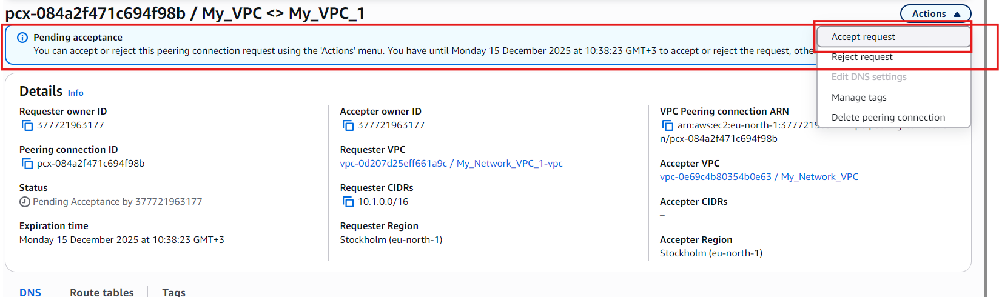 pcx-084a2f471c694f98b / My_VPC <> My_VPC_1
Actions
Pending acceptance
You can accept or reject this peering connection request using the 'Actions' menu. You have until Monday 15 December 2025 at 10:38:23 GMT+3 to accept or reject the request,
Accept request
Reject request
Edit DNS settings
Manage tags
Delete peering connection
Details Info
Requester owner ID
377721963177
Peering connection ID
pcx-084a2f471c694f98b
Status
Pending Acceptance by 377721963177
Expiration time
Monday 15 December 2025 at 10:38:23 GMT+3
Accepter owner ID
377721963177
Requester VPC
vpc-0d207d25eff661a9c / My_Network_VPC_1-vpc
Requester CIDRs
10.1.0.0/16
Requester Region
Stockholm (eu-north-1)
VPC Peering connection ARN
arn:aws:ec2:eu-north-1:
n/pcx-084a2f471c694f98b
Accepter VPC
vpc-0e69c4b80354b0e63 / My_Network_VPC
Accepter CIDRs
–
Accepter Region
Stockholm (eu-north-1)
DNS
Route tables
Tags